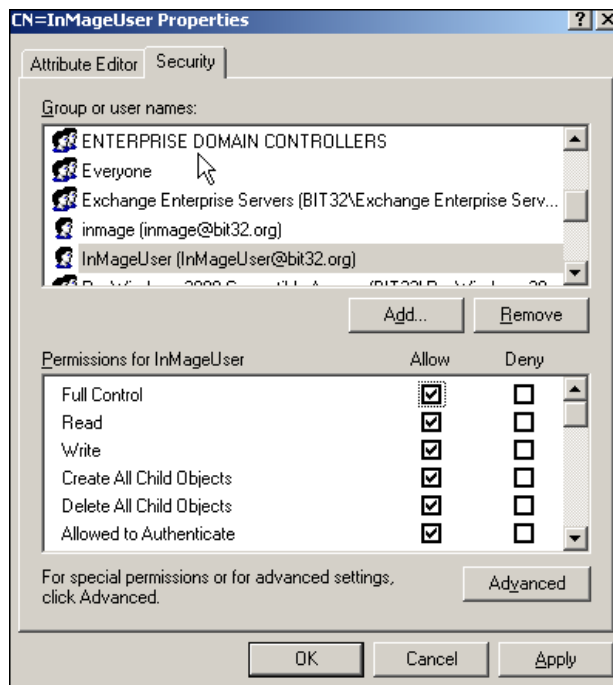 CN=InMageUser Properties
Attribute Editor Security
Group or user names:
ENTERPRISE DOMAIN CONTROLLERS
Everyone
Exchange Enterprise Servers (BIT32\Exchange Enterprise Serv...
inmage (inmage@bit32.org)
InMageUser (InMageUser@bit32.org)
Add... Remove
Permissions for InMageUser Allow Deny
Full Control
Read
Write
Create All Child Objects
Delete All Child Objects
Allowed to Authenticate
For special permissions or for advanced settings,
click Advanced.
Advanced
OK Cancel Apply